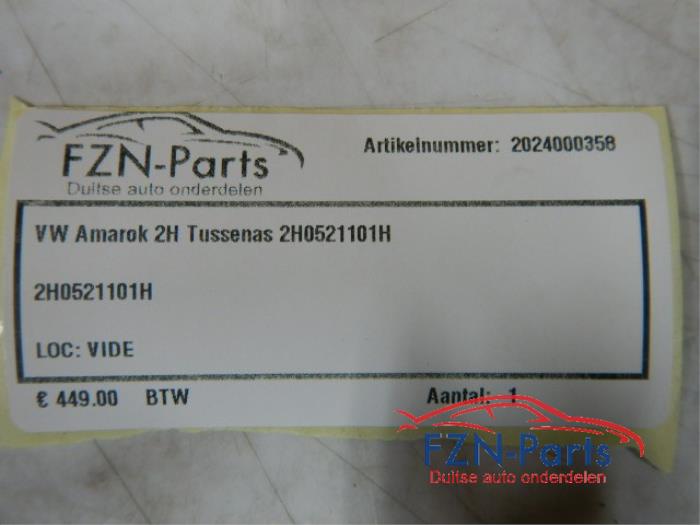 FZN-Parts
Duitse auto onderdelen
Artikelnummer: 2024000358
VW Amarok 2H Tussenas 2H0521101H
2H0521101H
LOC: VIDE
€ 449.00 BTW
Aantal: 1
FZN-Parts
Duitse auto onderdelen